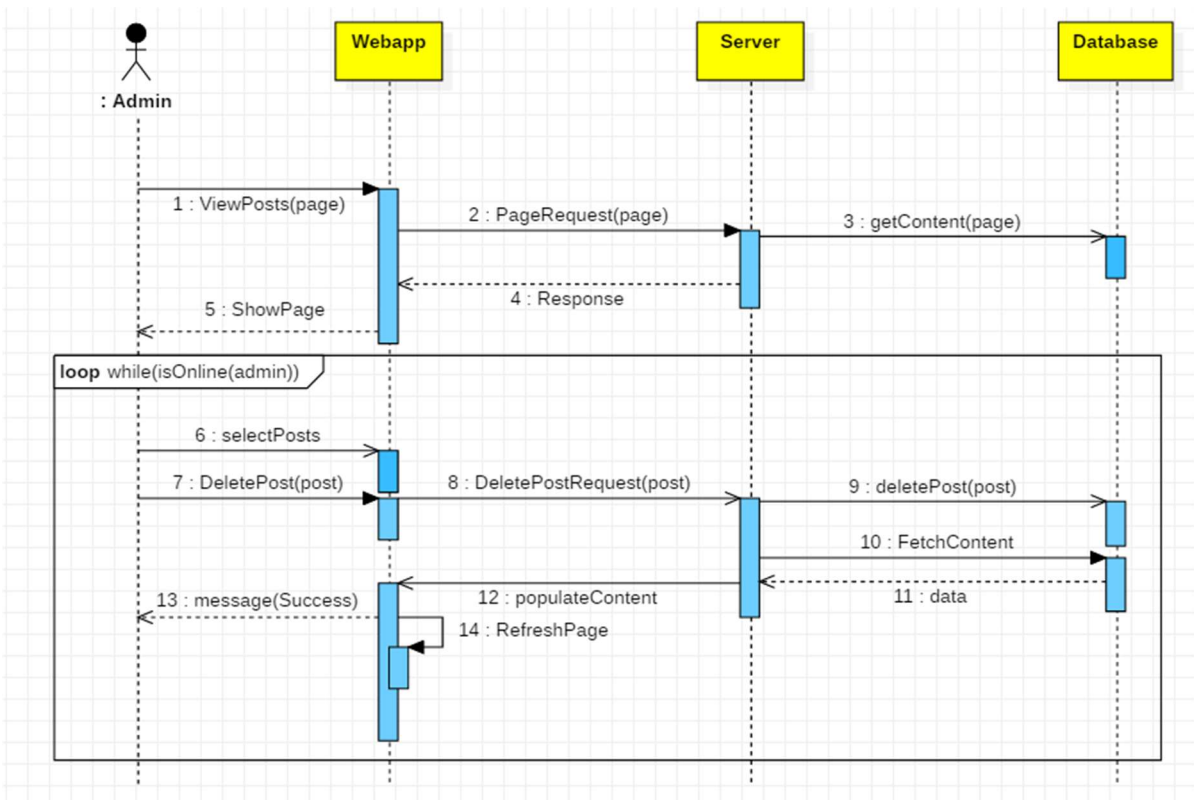 Webapp
Server
Database
: Admin
1 : ViewPosts(page)
2 : PageRequest(page)
3 : getContent(page)
4 : Response
5 : ShowPage
loop while(isOnline(admin))
6 : selectPosts
7 : DeletePost(post)
8 : DeletePostRequest(post)
9 : deletePost(post)
10 : FetchContent
11 : data
12 : populateContent
13 : message(Success)
14 : RefreshPage